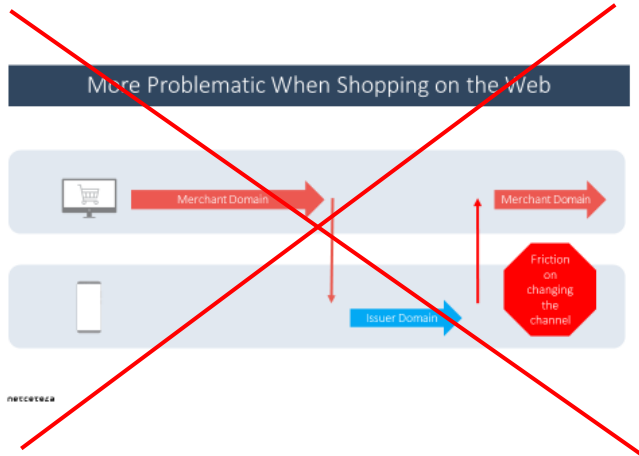 More Problematic When Shopping on the Web
Merchant Domain
Merchant Domain
Friction
on
changing
the
channel
Issuer Domain
netcetera